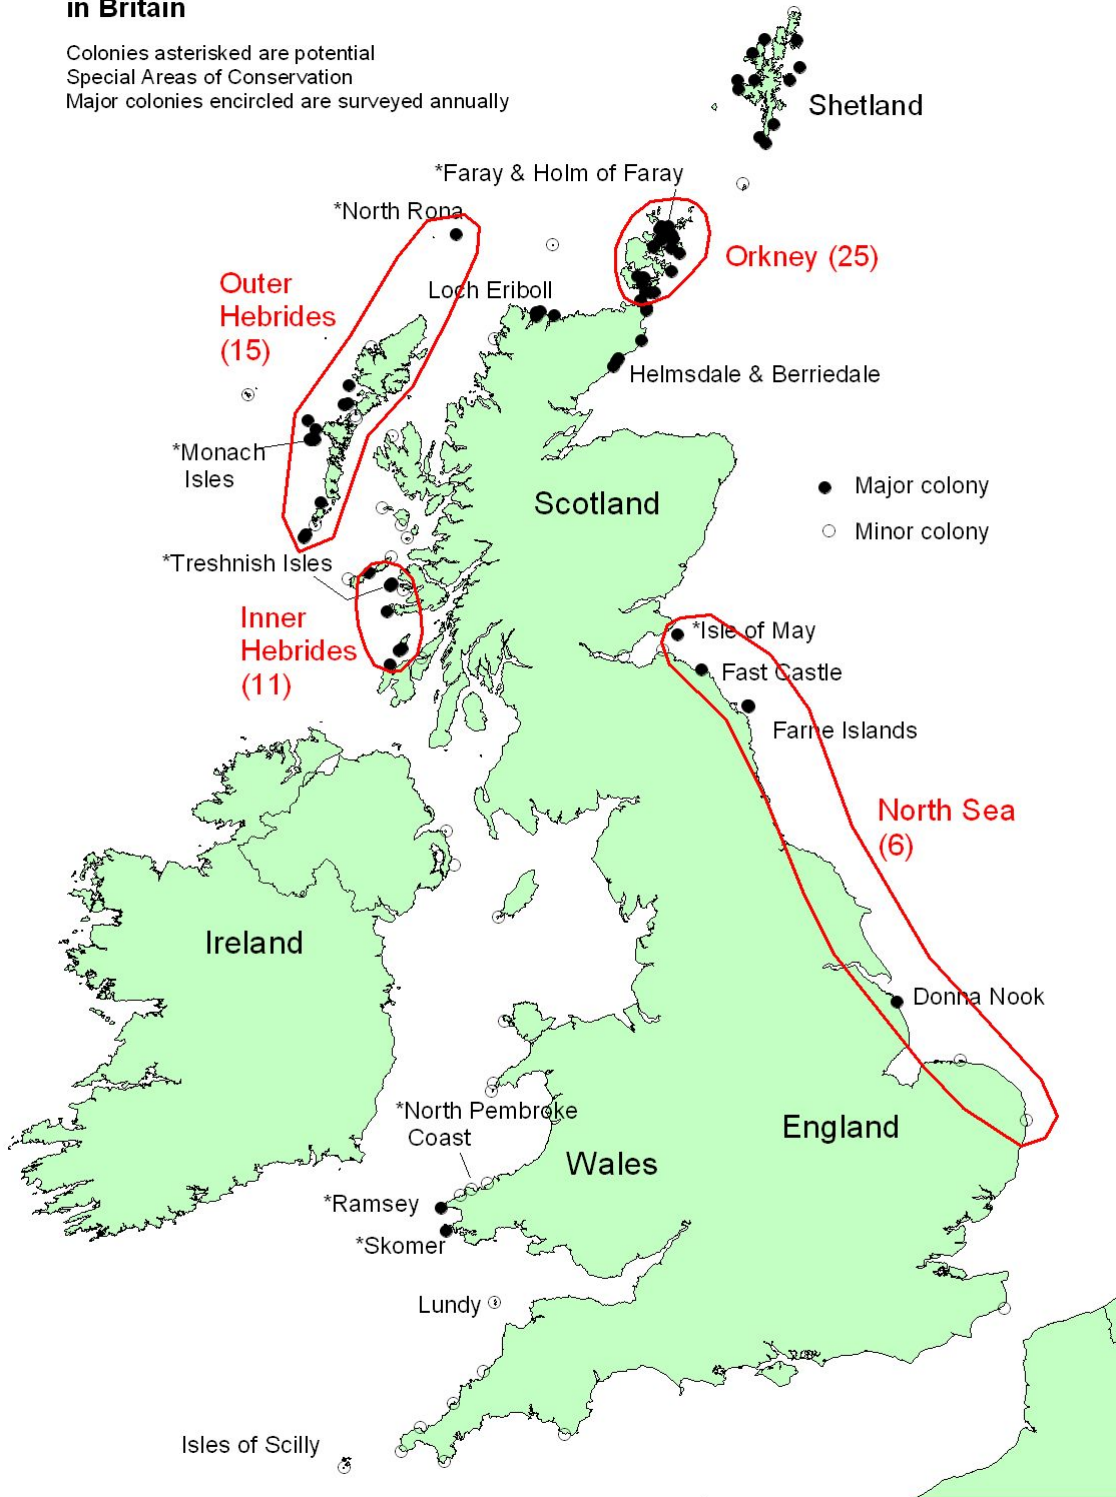 in Britain
Colonies asterisked are potential
Special Areas of Conservation
Major colonies encircled are surveyed annually
Shetland
*Faray & Holm of Faray
*North Rona
Orkney (25)
Outer
Hebrides
(15)
Loch Eriboll
Helmsdale & Berriedale
*Monach
Isles
Scotland
Major colony
Minor colony
*Treshnish Isles
Inner
Hebrides
(11)
*Isle of May
Fast Castle
Farne Islands
North Sea
(6)
Ireland
Donna Nook
*North Pembroke
Coast
England
Wales
*Ramsey
*Skomer
Lundy
Isles of Scilly